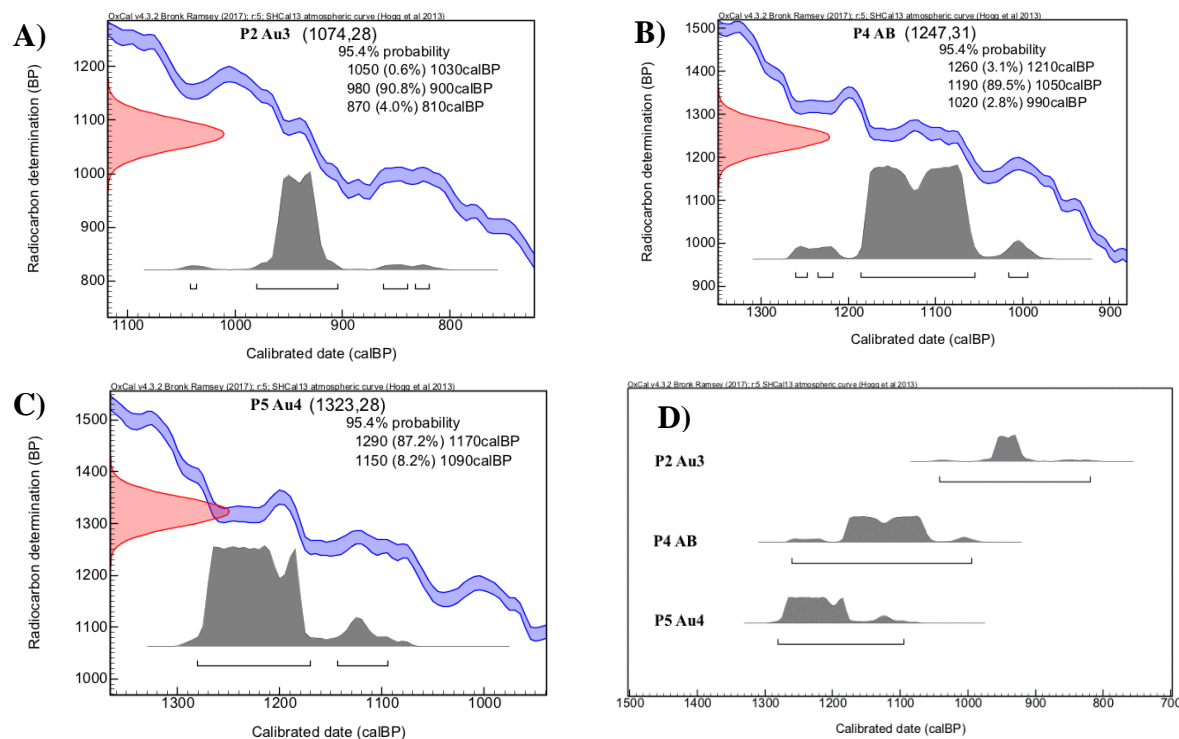 A)
OxCal v4.3.2 Bronk Ramsey (2017); r:5; SHCal13 atmospheric curve (Hogg et al 2013)
P2 Au3 (1074,28)
95.4% probability
1050 (0.6%) 1030calBP
980 (90.8%) 900calBP
870 (4.0%) 810calBP
Radiocarbon determination (BP)
1200
1100
1000
900
800
1100 1000 900 800
Calibrated date (calBP)
B)
OxCal v4.3.2 Bronk Ramsey (2017); r:5; SHCal13 atmospheric curve (Hogg et al 2013)
P4 AB (1247,31)
95.4% probability
1260 (3.1%) 1210calBP
1190 (89.5%) 1050calBP
1020 (2.8%) 990calBP
Radiocarbon determination (BP)
1500
1400
1300
1200
1100
1000
900
1300 1200 1100 1000 900
Calibrated date (calBP)
C)
OxCal v4.3.2 Bronk Ramsey (2017); r:5; SHCal13 atmospheric curve (Hogg et al 2013)
P5 Au4 (1323,28)
95.4% probability
1290 (87.2%) 1170calBP
1150 (8.2%) 1090calBP
Radiocarbon determination (BP)
1500
1400
1300
1200
1100
1000
1300 1200 1100 1000
Calibrated date (calBP)
OxCal v4.3.2 Bronk Ramsey (2017); r:5 SHCal13 atmospheric curve (Hogg et al 2013)
D)
P2 Au3
P4 AB
P5 Au4
1500 1400 1300 1200 1100 1000 900 800 700
Calibrated date (calBP)